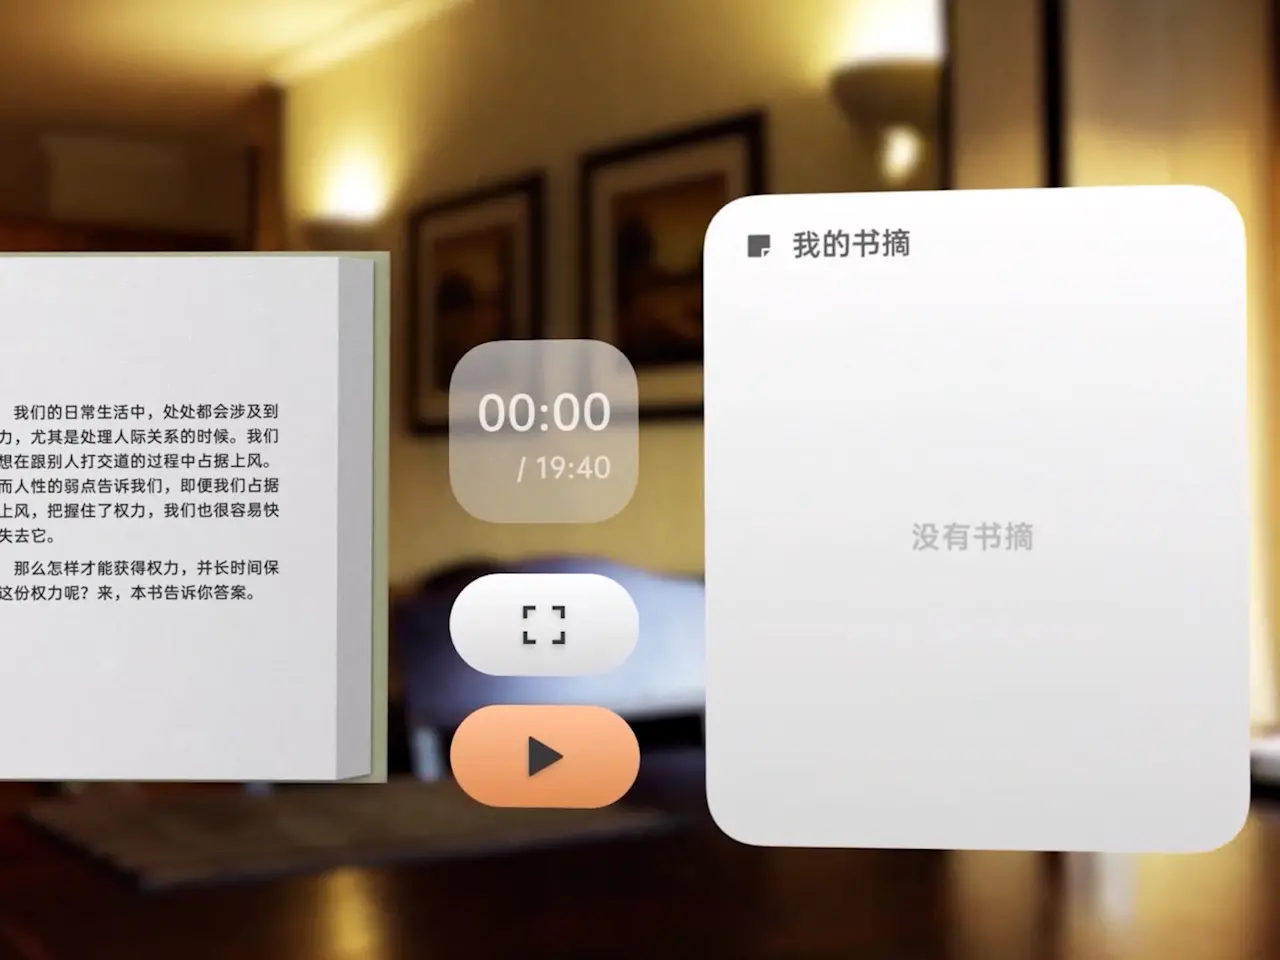 我们的日常生活中，处处都会涉及到
力，尤其是处理人际关系的时候。我们
想在跟别人打交道的过程中占据上风。
而人性的弱点告诉我们，即便我们占据
上风，把握住了权力，我们也很容易快
失去它。
那么怎样才能获得权力，并长时间保
这份权力呢？来，本书告诉你答案。
00:00
/ 19:40
我的书摘
没有书摘